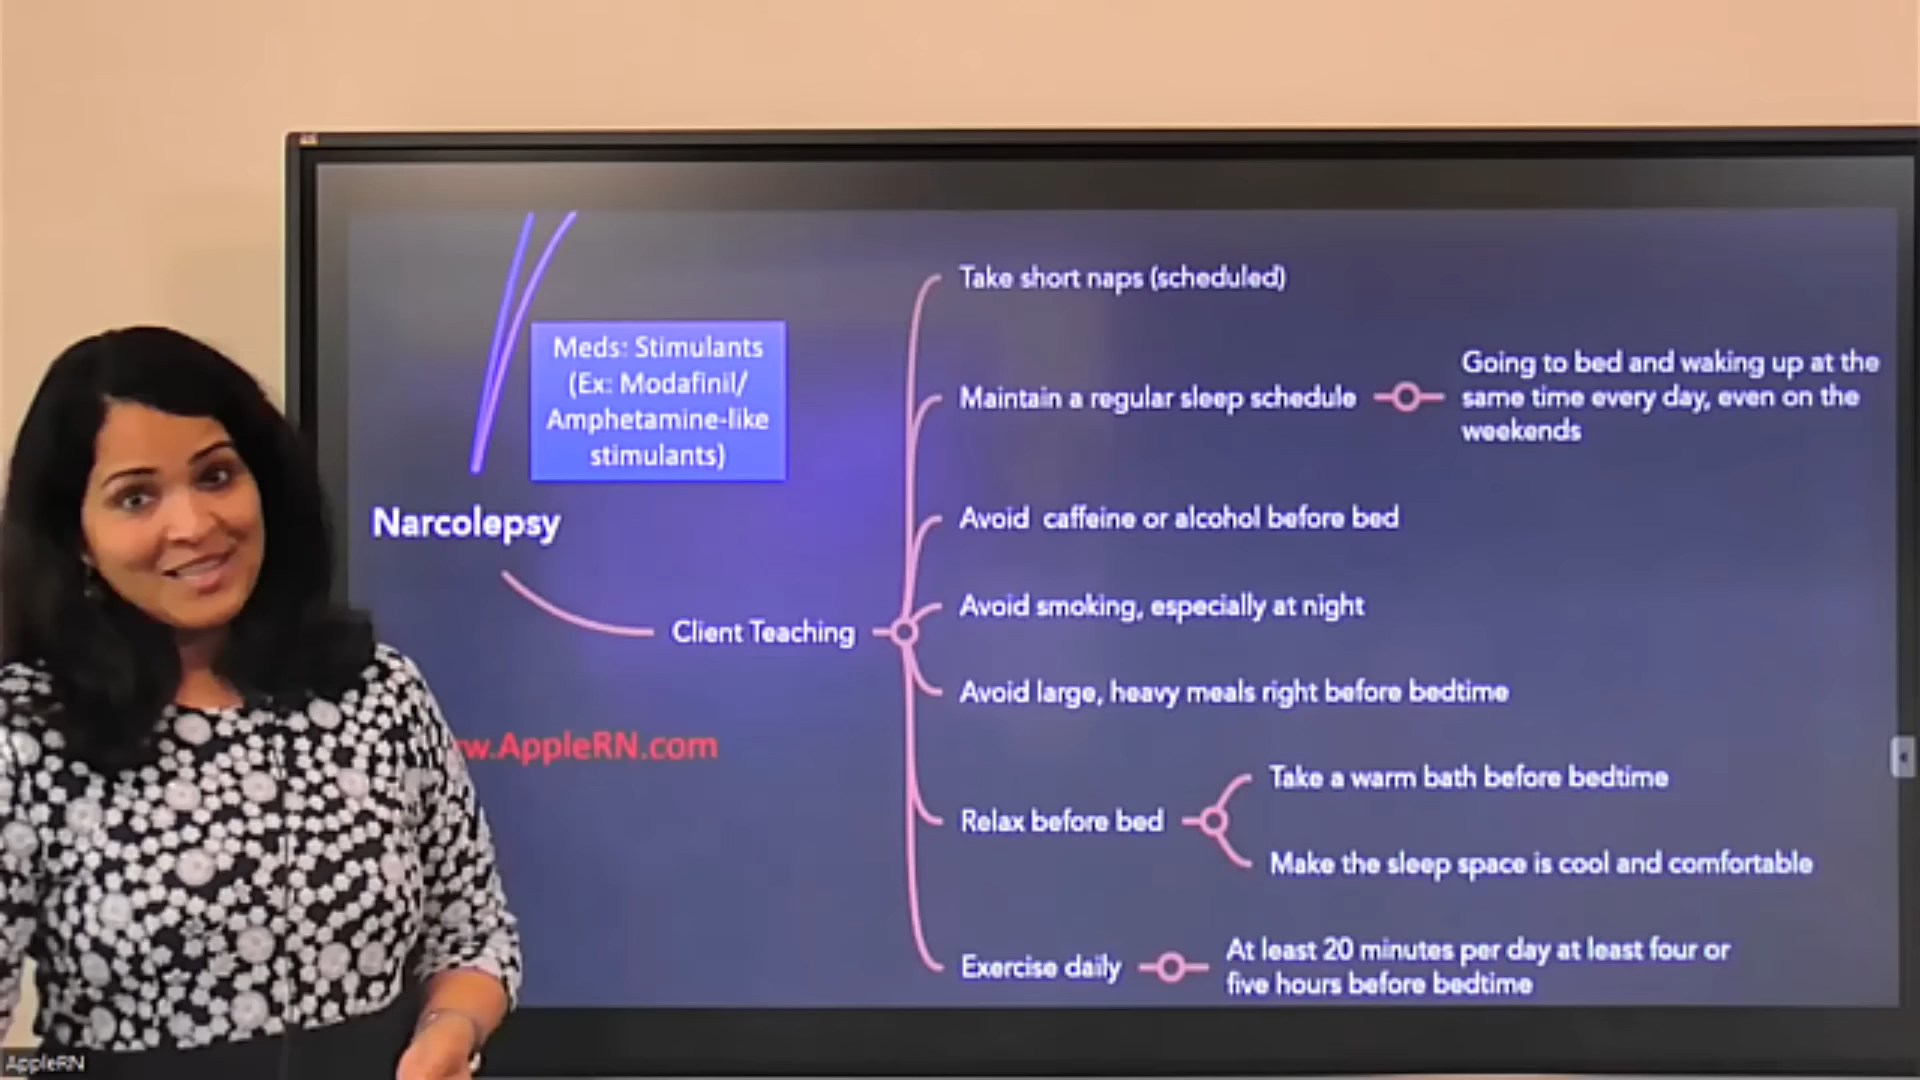 Take short naps (scheduled)
Meds: Stimulants
(Ex: Modafinil/
Amphetamine-like
stimulants)
Going to bed and waking up at the
Maintain a regular sleep schedule
same time every day, even on the
weekends
Narcolepsy
Avoid caffeine or alcohol before bed
Avoid smoking, especially at night
Client Teaching
Avoid large, heavy meals right before bedtime
w.AppleRN.com
Take a warm bath before bedtime
Relax before bed
Make the sleep space is cool and comfortable
Exercise daily
At least 20 minutes per day at least four or
five hours before bedtime
AppleRN